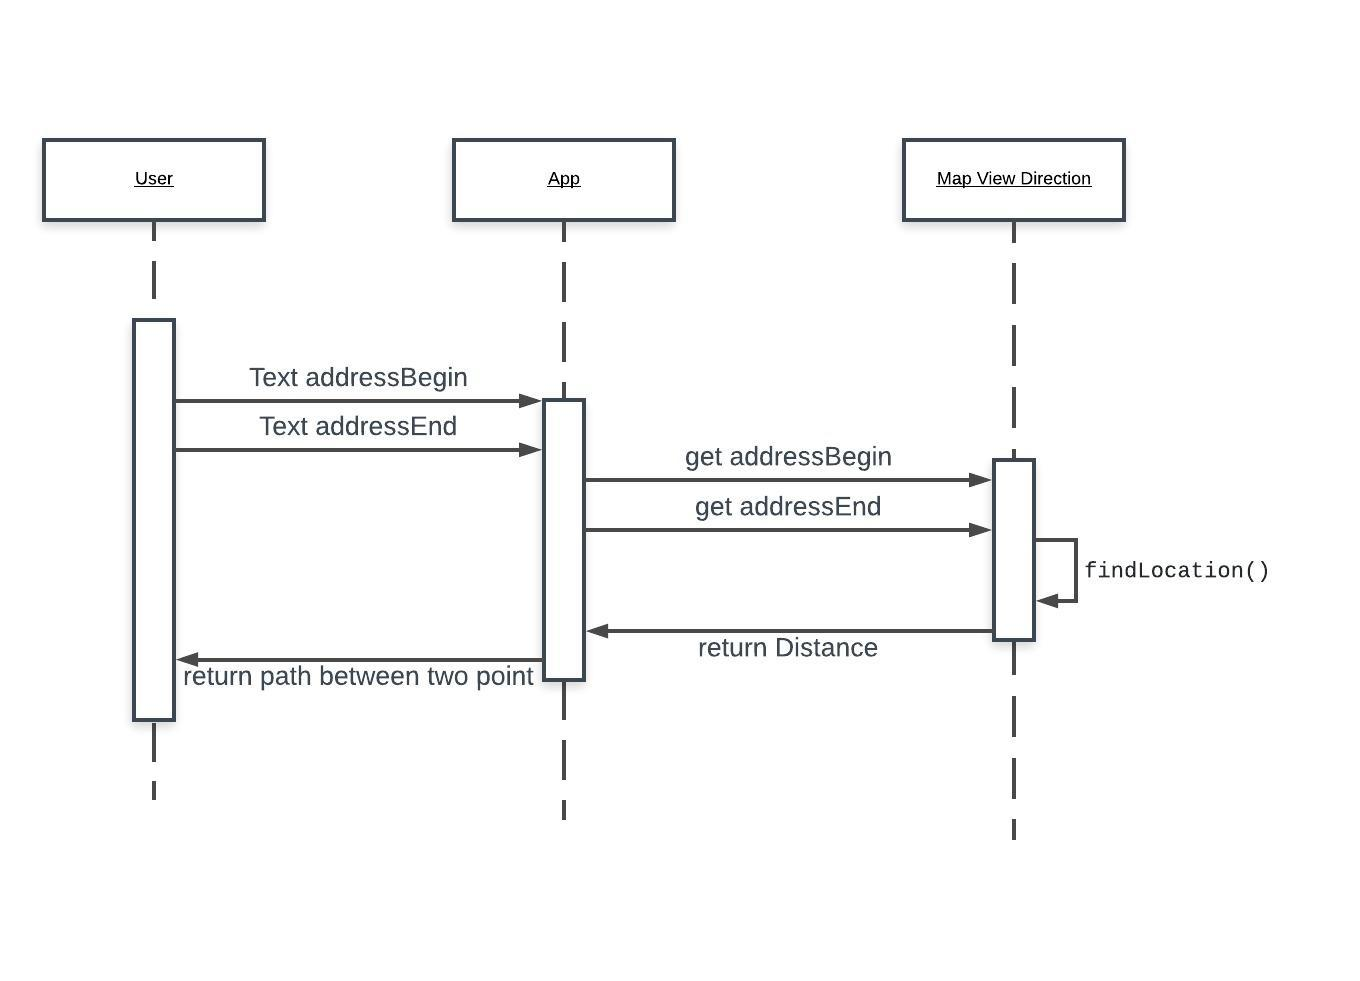 User
App
Map View Direction
Text addressBegin
Text addressEnd
get addressBegin
get addressEnd
findLocation()
return Distance
return path between two point